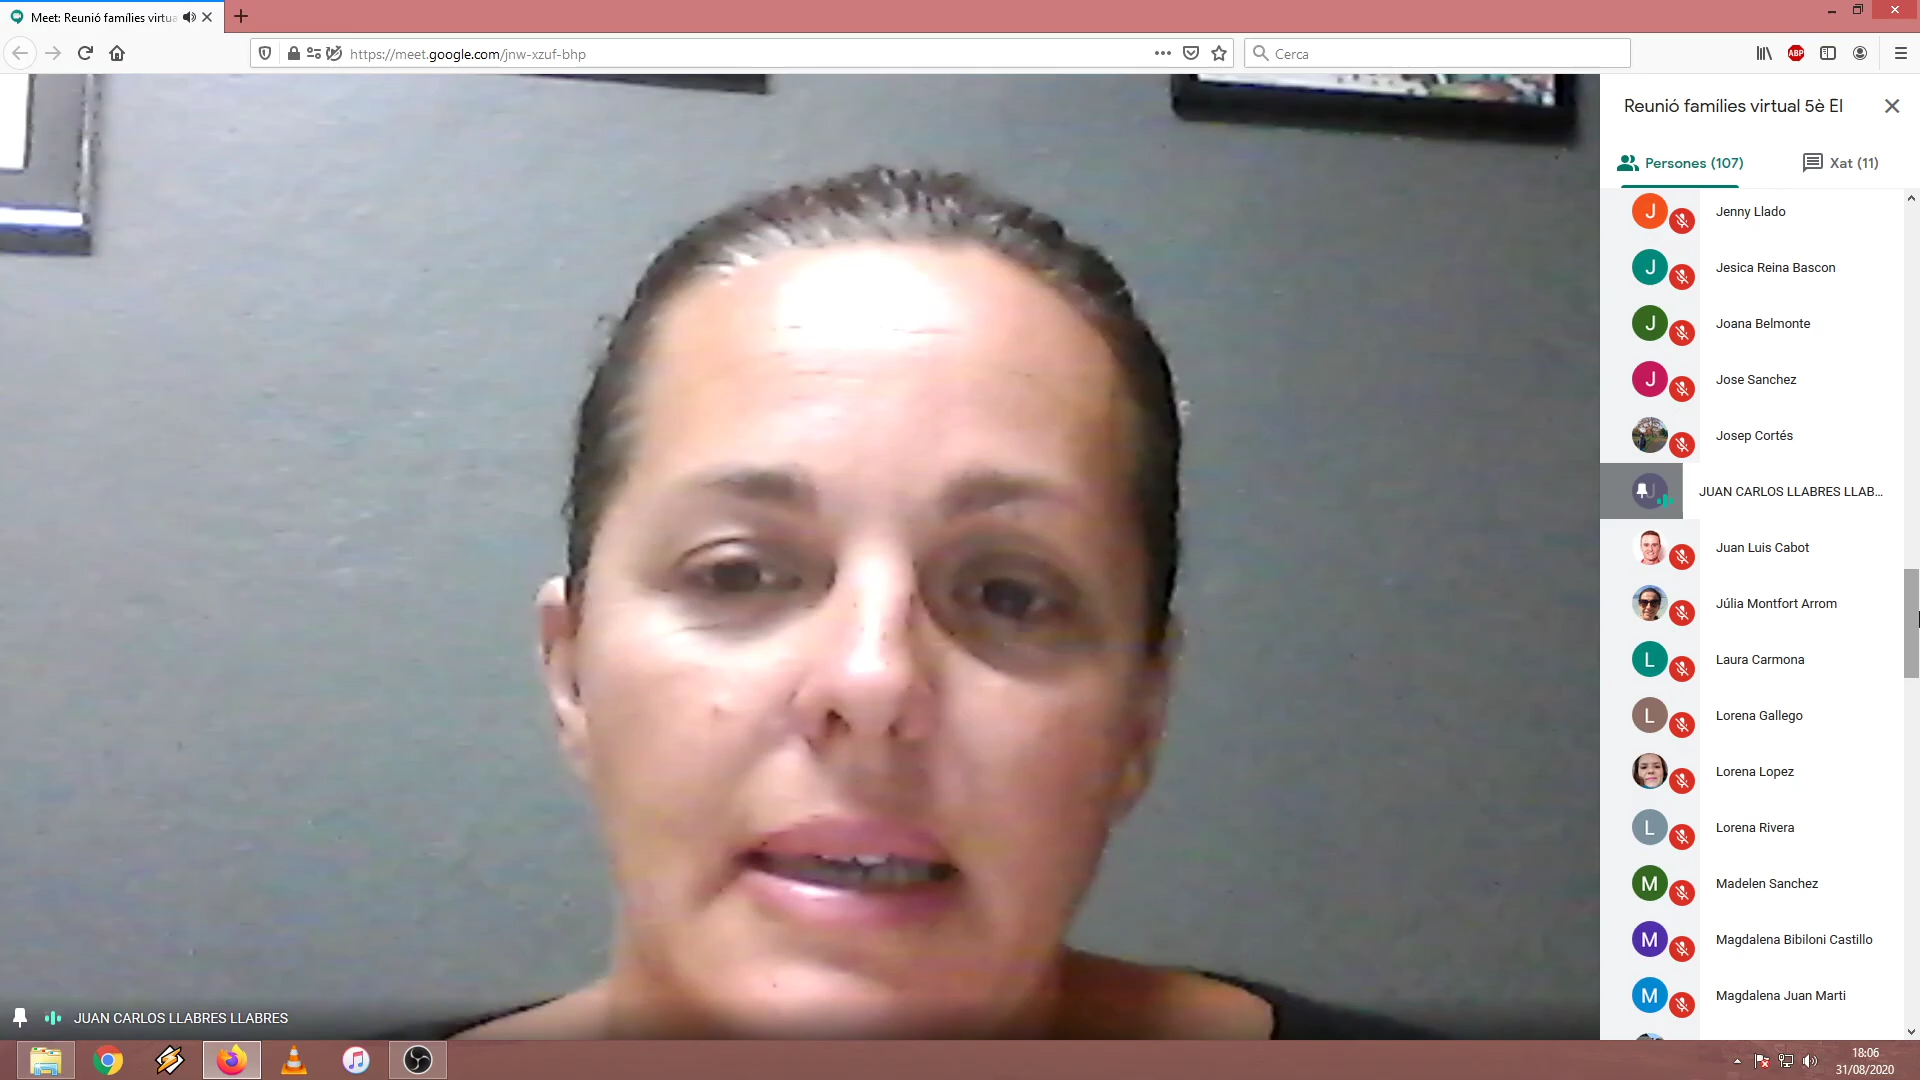 Meet: Reunió famílies virtua
https://meet.google.com/jnw-xzuf-bhp
Cerca
ABP
Reunió famílies virtual 5è EI
Persones (107)
Xat (11)
J
Jenny Llado
J
Jesica Reina Bascon
J
Joana Belmonte
J
Jose Sanchez
Josep Cortés
J
JUAN CARLOS LLABRES LLAB...
Juan Luis Cabot
Júlia Montfort Arrom
L
Laura Carmona
L
Lorena Gallego
Lorena Lopez
L
Lorena Rivera
M
Madelen Sanchez
M
Magdalena Bibiloni Castillo
M
Magdalena Juan Marti
JUAN CARLOS LLABRES LLABRES
18:06
31/08/2020